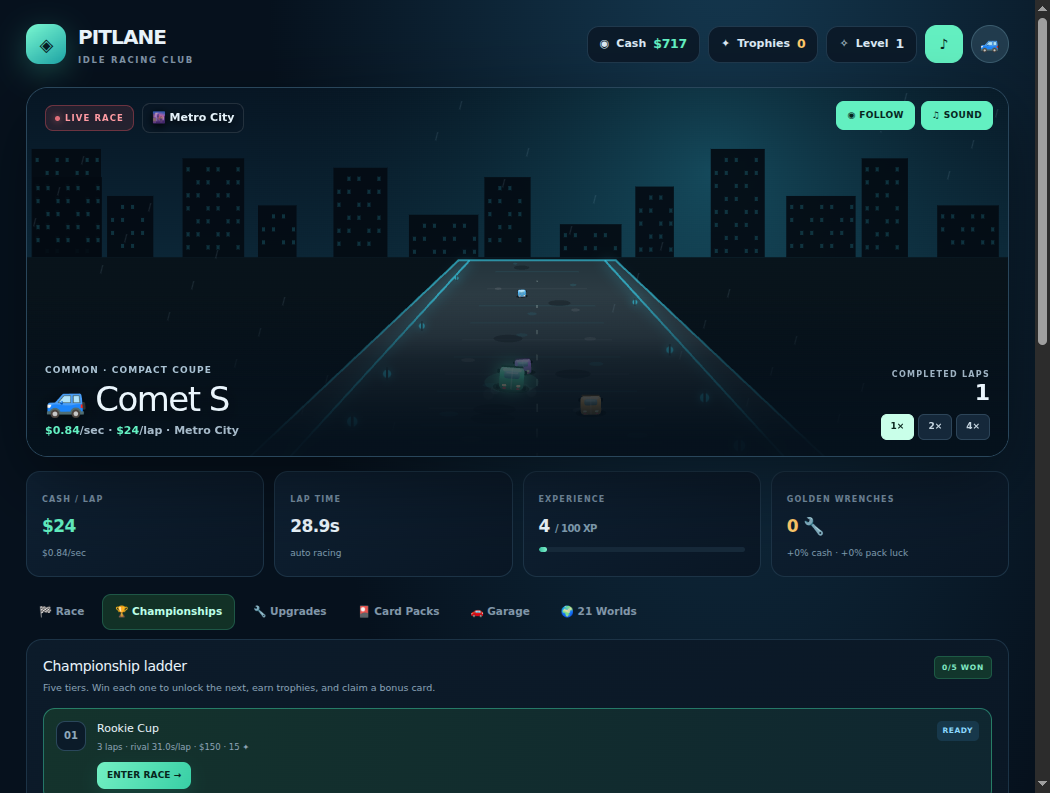 PITLANE
IDLE RACING CLUB
Cash $717
Trophies 0
Level 1
LIVE RACE
Metro City
FOLLOW
SOUND
COMMON · COMPACT COUPE
Comet S
$0.84/sec · $24/lap · Metro City
COMPLETED LAPS
1
1× 2× 4×
CASH / LAP
$24
$0.84/sec
LAP TIME
28.9s
auto racing
EXPERIENCE
4 / 100 XP
GOLDEN WRENCHES
0 🔧
+0% cash · +0% pack luck
🏁 Race
🏆 Championships
🔧 Upgrades
🎴 Card Packs
🚗 Garage
🌍 21 Worlds
Championship ladder
0/5 WON
Five tiers. Win each one to unlock the next, earn trophies, and claim a bonus card.
01
Rookie Cup
READY
3 laps · rival 31.0s/lap · $150 · 15 ✦
ENTER RACE →